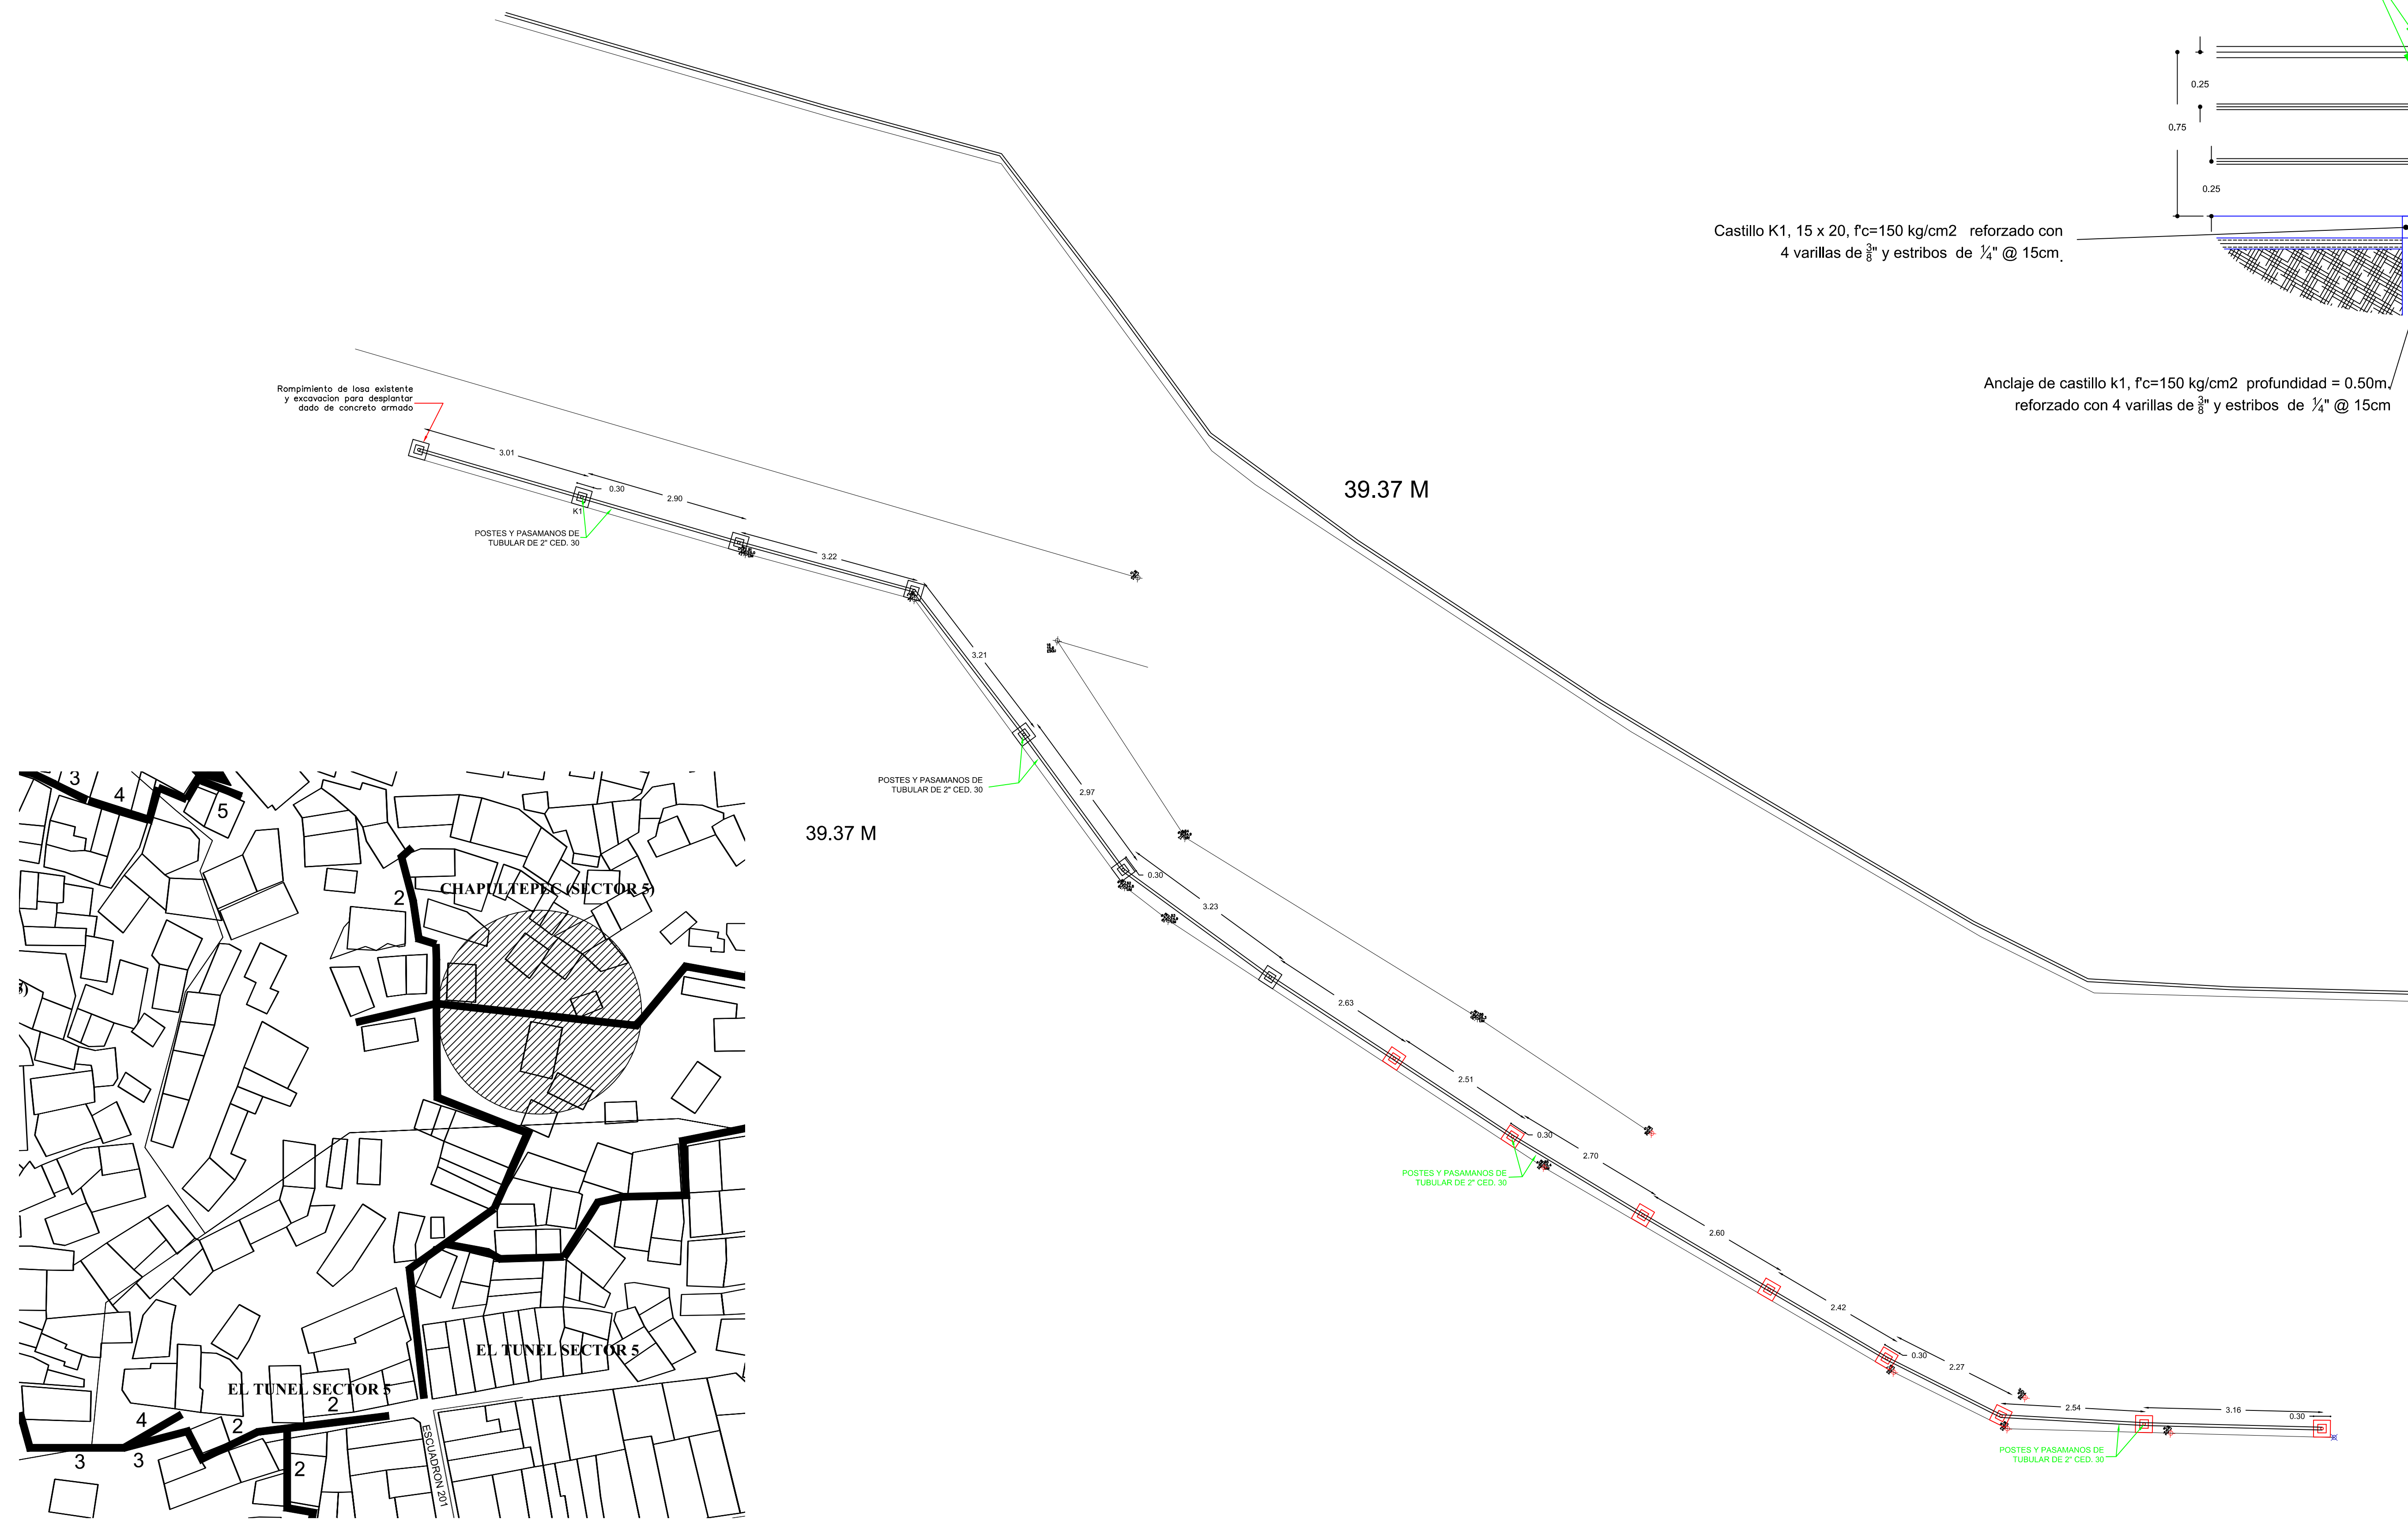 0.25
0.75
0.25
Castillo K1, 15 x 20, f'c=150 kg/cm2 reforzado con
4 varillas de 3/8" y estribos de 1/4" @ 15cm.
Anclaje de castillo k1, f'c=150 kg/cm2 profundidad = 0.50m.
reforzado con 4 varillas de 3/8" y estribos de 1/4" @ 15cm
Rompimiento de losa existente
y excavacion para desplantar
dado de concreto armado
3.01
0.30
2.90
K1
POSTES Y PASAMANOS DE
TUBULAR DE 2" CED. 30
3.22
39.37 M
3.21
POSTES Y PASAMANOS DE
TUBULAR DE 2" CED. 30
2.97
39.37 M
0.30
3.23
2.63
2.51
0.30
2.70
POSTES Y PASAMANOS DE
TUBULAR DE 2" CED. 30
2.60
2.42
0.30
2.27
2.54
3.16
0.30
POSTES Y PASAMANOS DE
TUBULAR DE 2" CED. 30
3
4
5
2
CHAPULTEPEC (SECTOR 5)
EL TUNEL SECTOR 5
EL TUNEL SECTOR 5
2
4
2
3
3
2
ESCUADRON 201